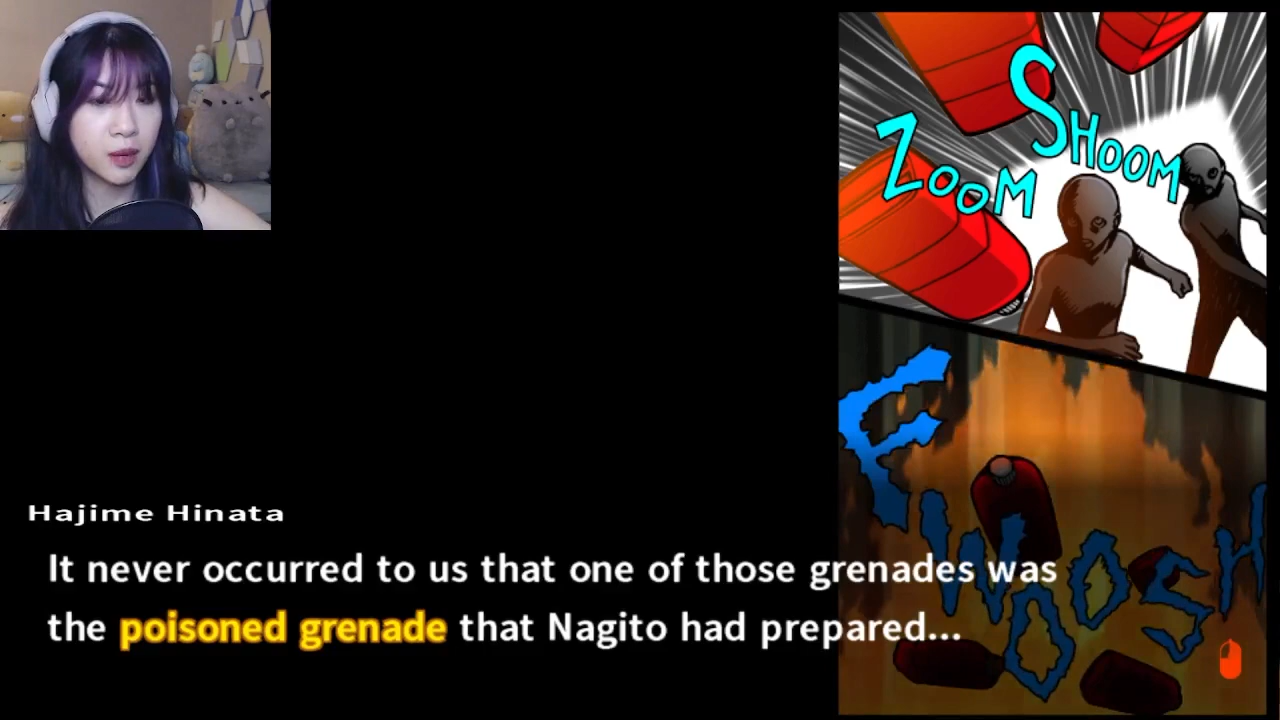 ZOOM
SHOOM
FWOOSH
Hajime Hinata
It never occurred to us that one of those grenades was
the poisoned grenade that Nagito had prepared...